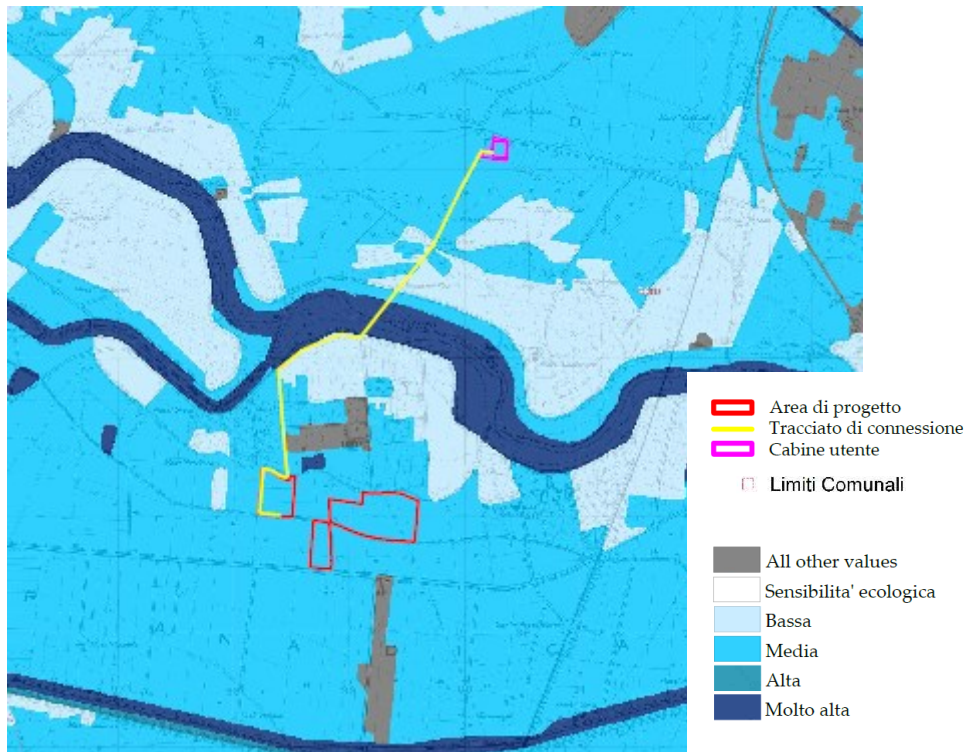 Area di progetto
Tracciato di connessione
Cabine utente
Limiti Comunali
All other values
Sensibilita' ecologica
Bassa
Media
Alta
Molto alta